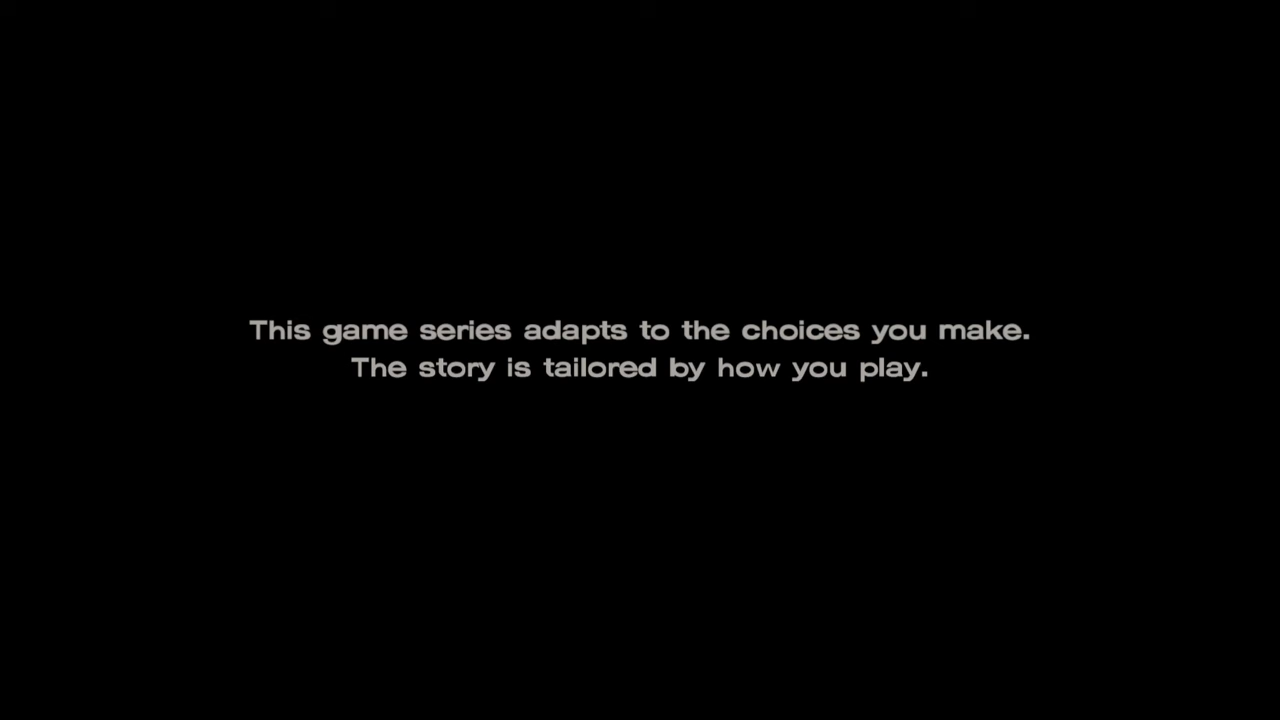 This game series adapts to the choices you make.
The story is tailored by how you play.